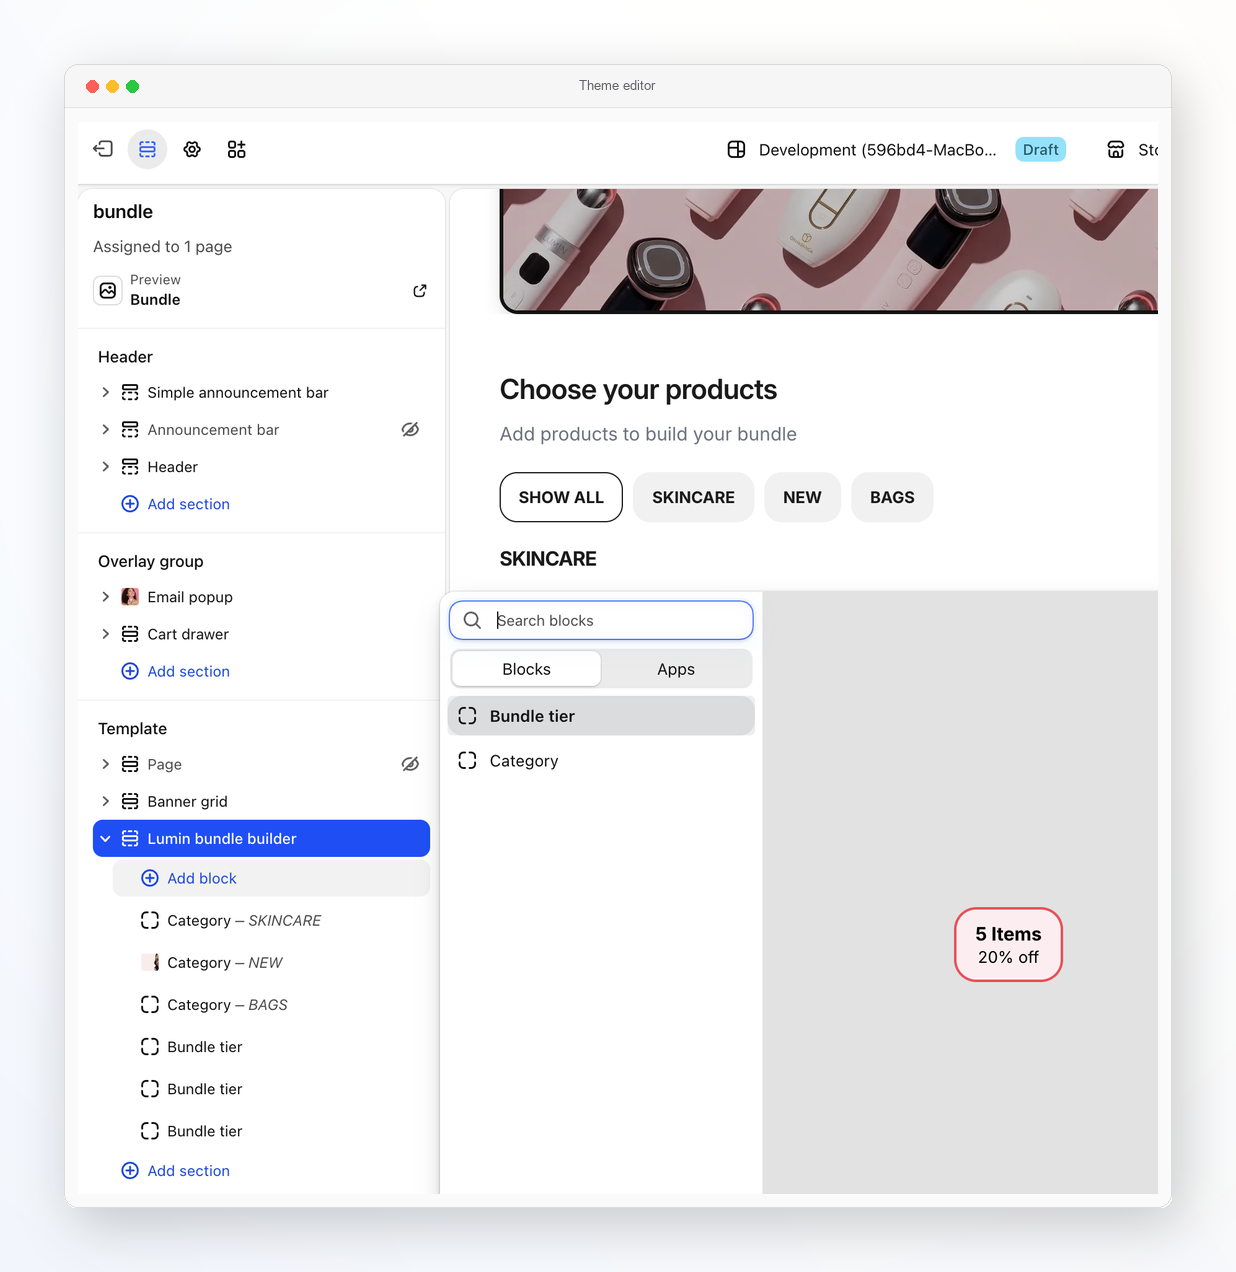 Theme editor
Development (596bd4-MacBo...
Draft
Sto
bundle
Assigned to 1 page
Preview
Bundle
Header
Simple announcement bar
Announcement bar
Header
Add section
Overlay group
Email popup
Cart drawer
Add section
Template
Page
Banner grid
Lumin bundle builder
Add block
Category – SKINCARE
Category – NEW
Category – BAGS
Bundle tier
Bundle tier
Bundle tier
Add section
Choose your products
Add products to build your bundle
SHOW ALL
SKINCARE
NEW
BAGS
SKINCARE
Search blocks
Blocks
Apps
Bundle tier
Category
5 Items
20% off